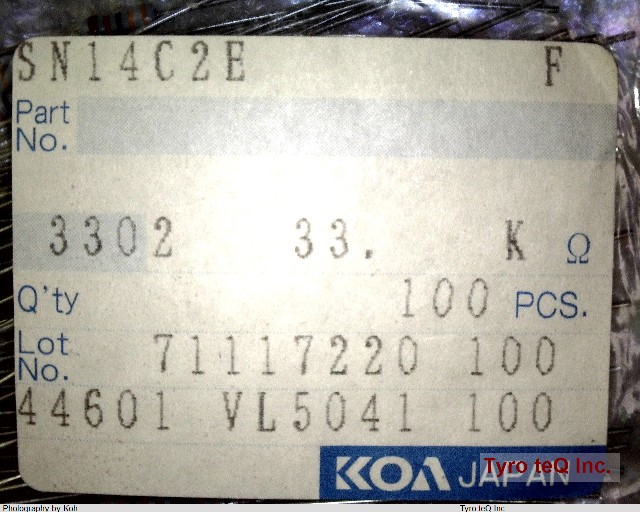 SN14C2E F
Part No.
3302 33. K Ω
Q'ty 100 PCS.
Lot No. 71117220 100
44601 VL5041 100
KOA JAPAN
Tyro teQ Inc.
Photography by Koh Tyro teQ Inc